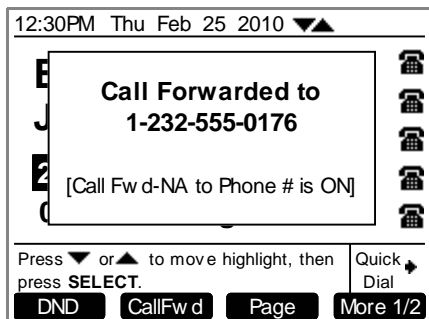 12:30PM Thu Feb 25 2010 ▼▲
Call Forwarded to
1-232-555-0176
[Call Fwd-NA to Phone # is ON]
Press ▼ or ▲ to move highlight, then
press SELECT.
Quick
Dial
DND CallFwd Page More 1/2